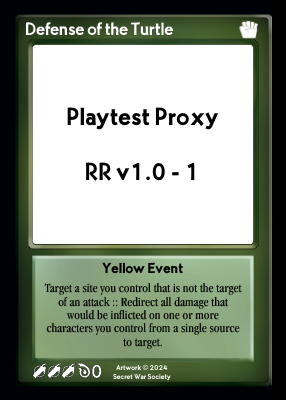 Defense of the Turtle
Playtest Proxy
RR v1.0 - 1
Yellow Event
Target a site you control that is not the target
of an attack :: Redirect all damage that
would be inflicted on one or more
characters you control from a single source
to target.
0
Artwork © 2024
Secret War Society